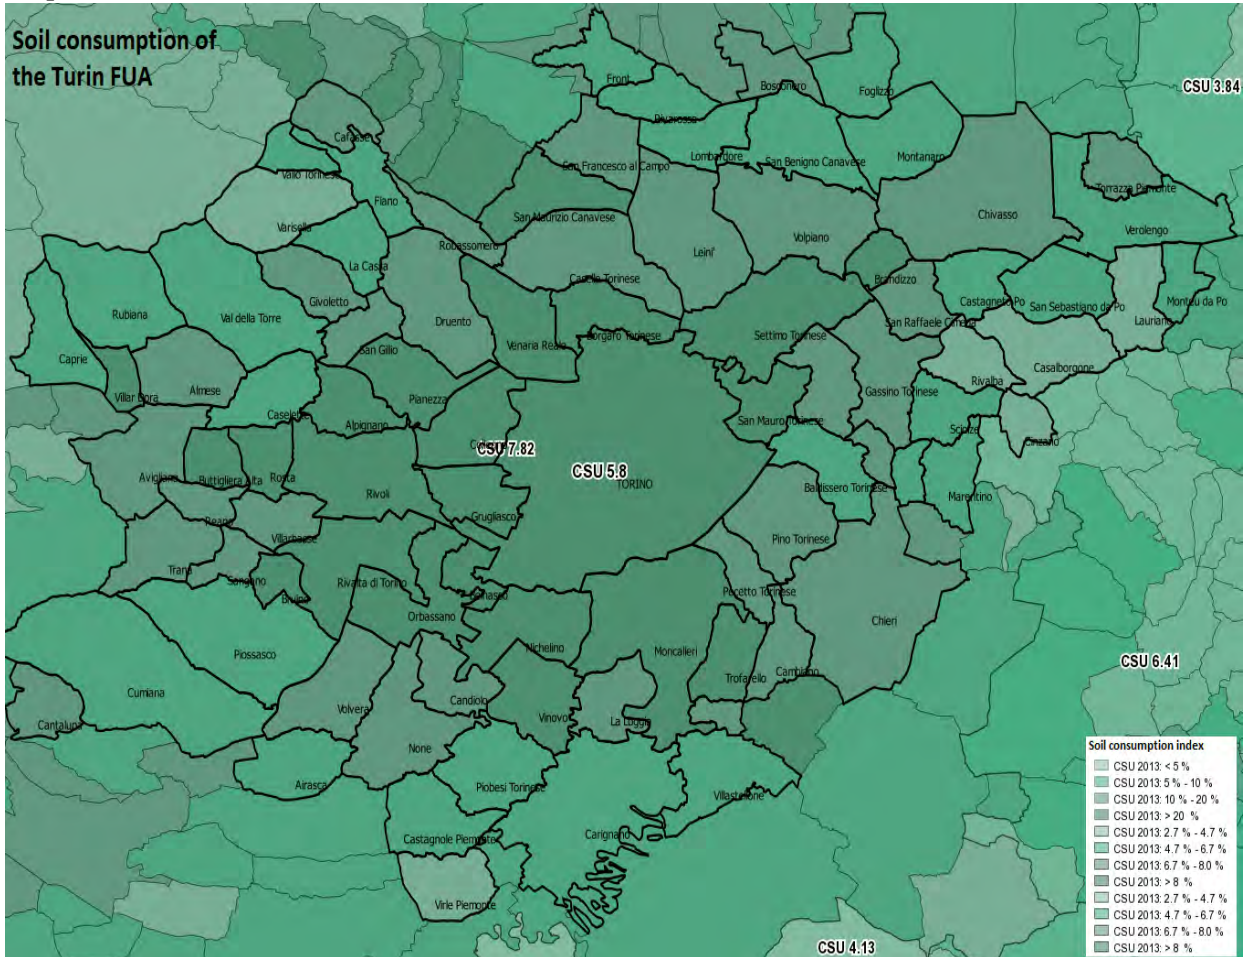 Soil consumption of
the Turin FUA
Front
Bosconero
Foglizzo
CSU 3.84
Rivarossa
Cafasse
Lombardore
San Benigno Canavese
Montanaro
San Francesco al Campo
Vallo Torinese
Torrazza Piemonte
Fiano
San Maurizio Canavese
Chivasso
Varisella
Verolengo
Robassomero
Volpiano
Leini'
La Cassa
Caselle Torinese
Brandizzo
Givoletto
Castagneto Po
San Sebastiano da Po
Monteu da Po
Rubiana
Val della Torre
Druento
San Raffaele Cimena
Lauriano
Borgaro Torinese
Settimo Torinese
Venaria Reale
San Gilio
Caprie
Casalborgone
Rivalba
Almese
Gassino Torinese
Villar Dora
Pianezza
Caselette
Alpignano
San Mauro Torinese
Sciolze
Cinzano
CSU 7.82
CSU 5.8
TORINO
Avigliana
Buttigliera Alta
Rosta
Rivoli
Baldissero Torinese
Marentino
Grugliasco
Reano
Villarbasse
Pino Torinese
Trana
Sangano
Rivalta di Torino
Bruino
Beinasco
Pecetto Torinese
Orbassano
Chieri
Nichelino
Moncalieri
Piossasco
CSU 6.41
Cambiano
Trofarello
Cumiana
Candiolo
Volvera
Vinovo
La Loggia
Cantalupa
None
Airasca
Piobesi Torinese
Villastellone
Carignano
Castagnole Piemonte
Virle Piemonte
CSU 4.13
Soil consumption index
CSU 2013: < 5 %
CSU 2013: 5 % - 10 %
CSU 2013: 10 % - 20 %
CSU 2013: > 20 %
CSU 2013: 2.7 % - 4.7 %
CSU 2013: 4.7 % - 6.7 %
CSU 2013: 6.7 % - 8.0 %
CSU 2013: > 8 %
CSU 2013: 2.7 % - 4.7 %
CSU 2013: 4.7 % - 6.7 %
CSU 2013: 6.7 % - 8.0 %
CSU 2013: > 8 %